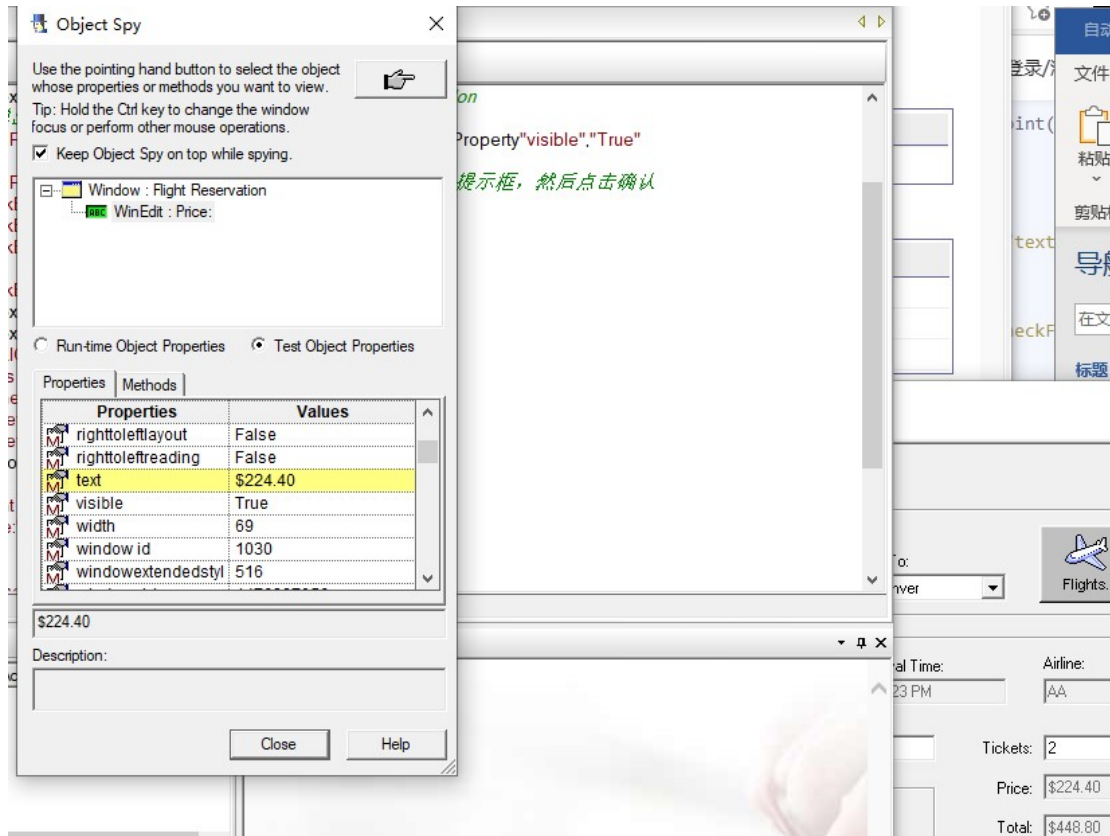 Object Spy
Use the pointing hand button to select the object
whose properties or methods you want to view.
Tip: Hold the Ctrl key to change the window
focus or perform other mouse operations.
Keep Object Spy on top while spying.
Window : Flight Reservation
ABC WinEdit : Price:
Run-time Object Properties Test Object Properties
Properties Methods
Properties Values
righttoleftlayout False
righttoleftreading False
text $224.40
visible True
width 69
window id 1030
windowextendedstyl 516
$224.40
Description:
Close Help
on
Property"visible","True"
提示框，然后点击确认
登录/
int(
text
eckF
文件
粘贴
剪贴
在文
标题
o:
nver
Flights.
al Time:
23 PM
Airline:
AA
Tickets: 2
Price: $224.40
Total: $448.80